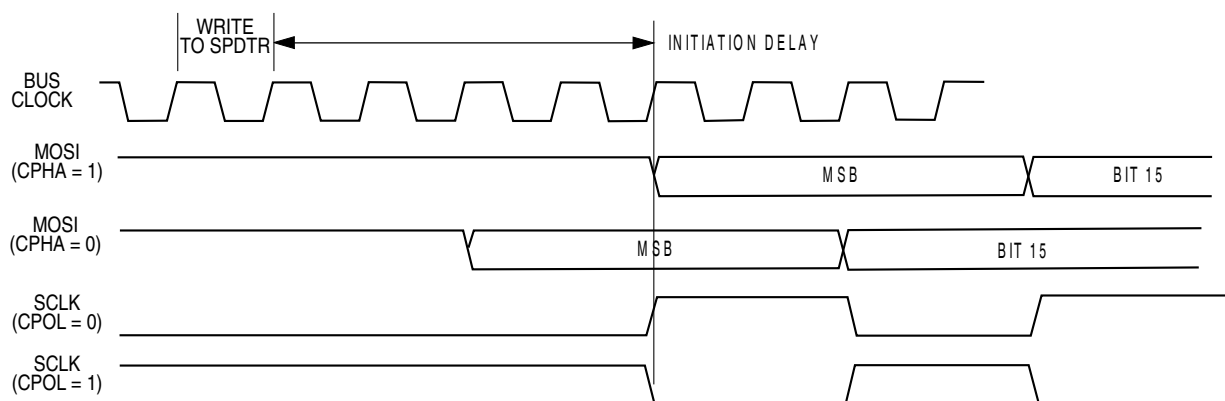 WRITE
TO SPDTR
INITIATION DELAY
BUS
CLOCK
MOSI
(CPHA = 1)
MSB
BIT 15
MOSI
(CPHA = 0)
MSB
BIT 15
SCLK
(CPOL = 0)
SCLK
(CPOL = 1)